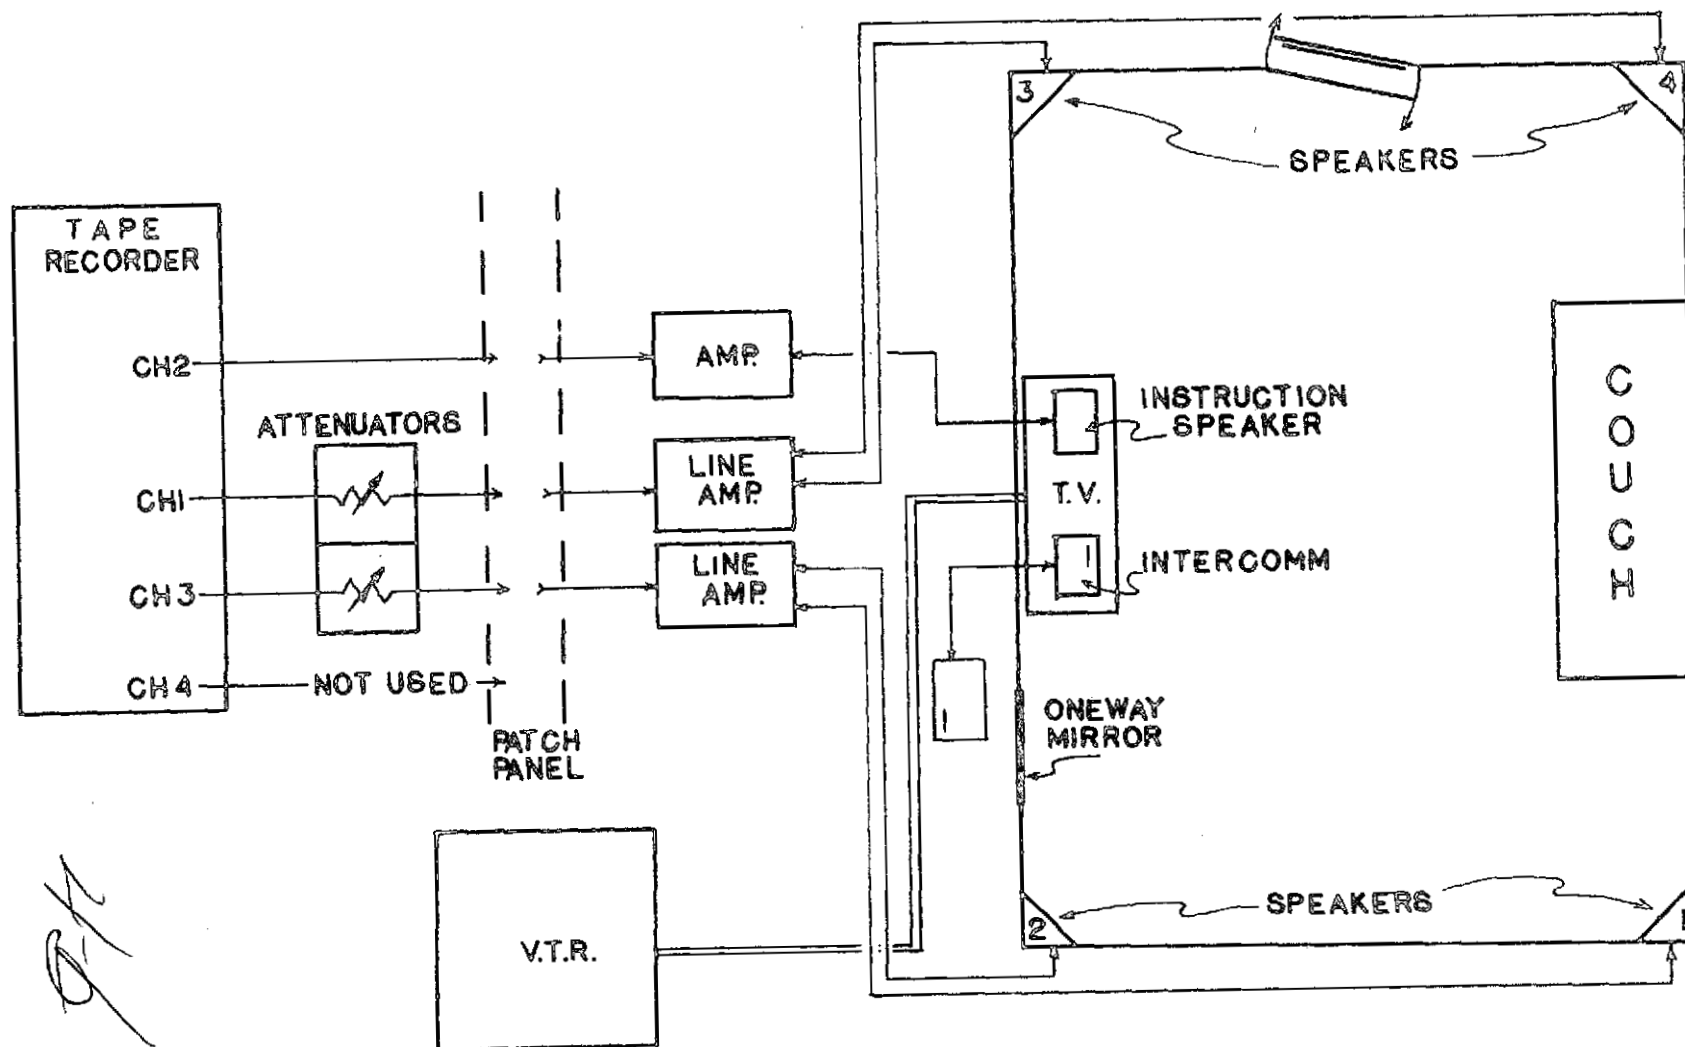 3
4
SPEAKERS
TAPE
RECORDER
CH2
AMP.
INSTRUCTION
SPEAKER
ATTENUATORS
CH1
LINE
AMP.
T.V.
COUCH
CH3
LINE
AMP.
INTERCOMM
CH4
NOT USED
PATCH
PANEL
ONEWAY
MIRROR
V.T.R.
2
SPEAKERS